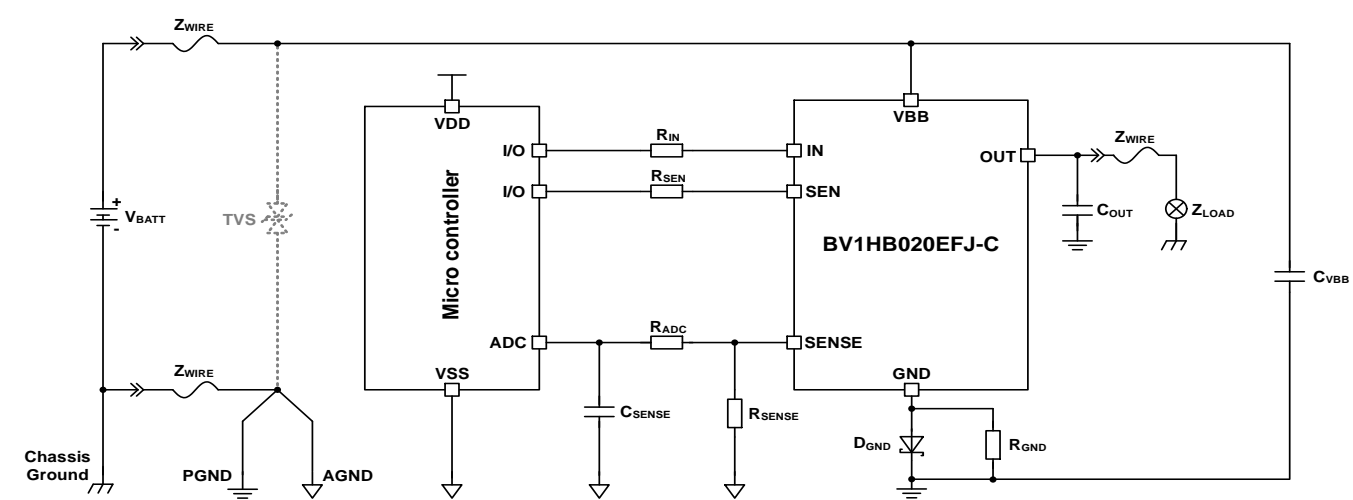 ZWIRE
VBATT
+
-
TVS
ZWIRE
Chassis
Ground
PGND
AGND
VDD
I/O
I/O
Micro controller
ADC
VSS
RIN
RSEN
RADC
CSENSE
RSENSE
VBB
IN
SEN
OUT
BV1HB020EFJ-C
SENSE
GND
DGND
RGND
ZWIRE
COUT
ZLOAD
CVBB